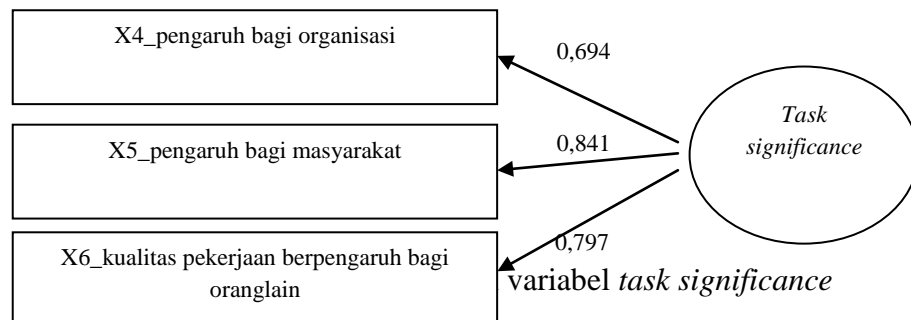 X4_pengaruh bagi organisasi
0,694
Task
significance
X5_pengaruh bagi masyarakat
0,841
X6_kualitas pekerjaan berpengaruh bagi
oranglain
0,797
variabel task significance